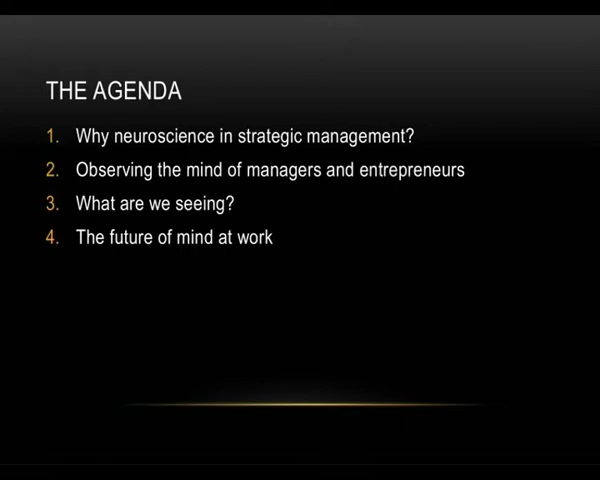 THE AGENDA
1. Why neuroscience in strategic management?
2. Observing the mind of managers and entrepreneurs
3. What are we seeing?
4. The future of mind at work